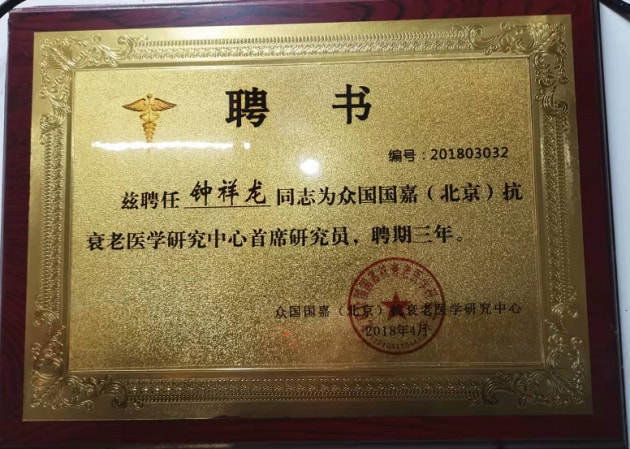 聘 书
编号：201803032
兹聘任 钟祥龙 同志为众国国嘉（北京）抗
衰老医学研究中心首席研究员，聘期三年。
众国国嘉（北京）抗衰老医学研究中心
2018年4月